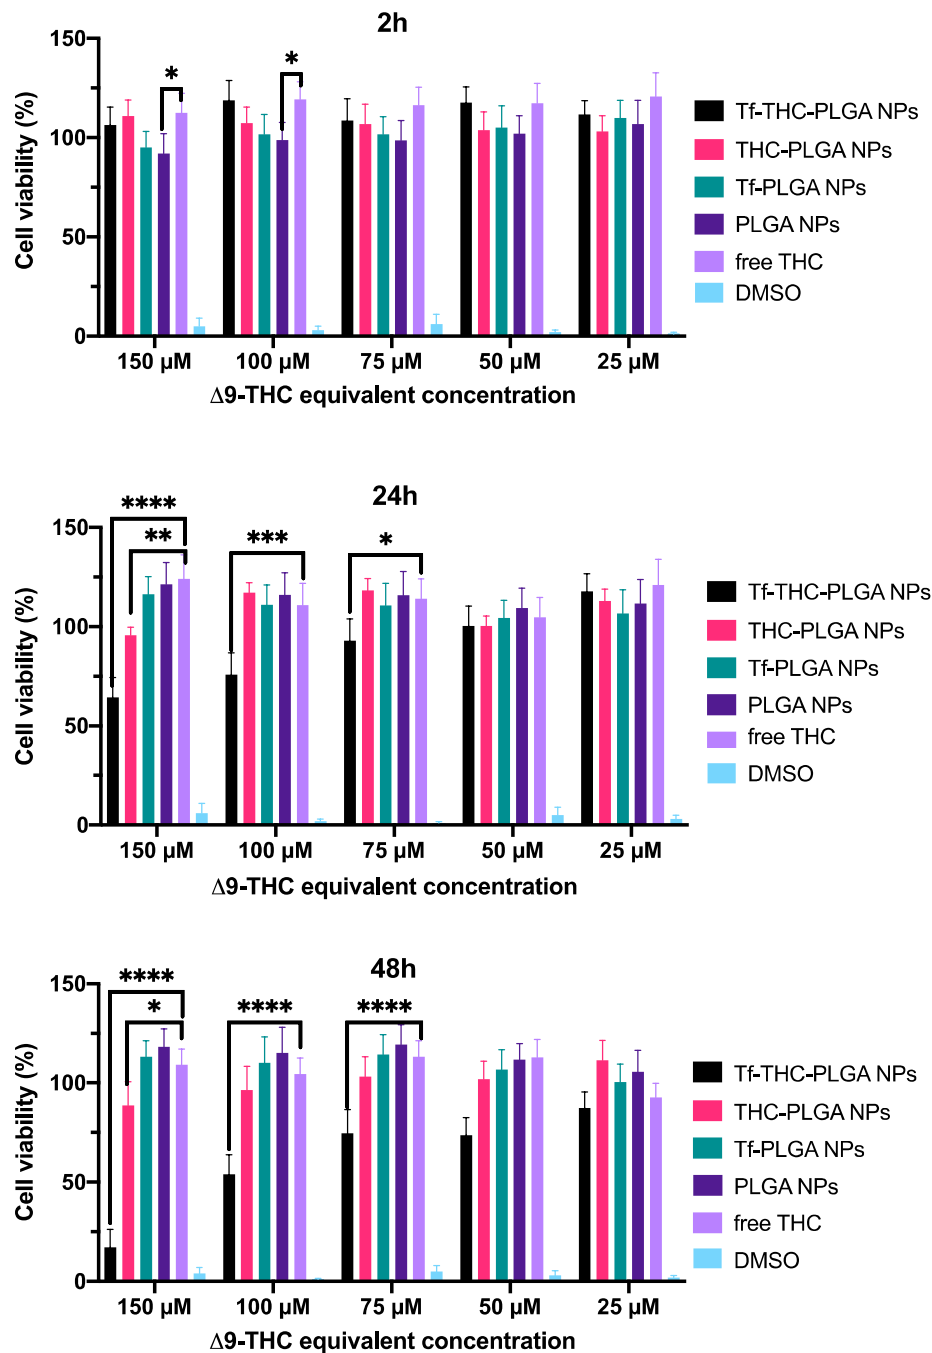 2h
150
100
50
0
Cell viability (%)
*
*
150 µM
100 µM
75 µM
50 µM
25 µM
Δ9-THC equivalent concentration
Tf-THC-PLGA NPs
THC-PLGA NPs
Tf-PLGA NPs
PLGA NPs
free THC
DMSO
24h
150
100
50
0
Cell viability (%)
****
**
***
*
150 µM
100 µM
75 µM
50 µM
25 µM
Δ9-THC equivalent concentration
Tf-THC-PLGA NPs
THC-PLGA NPs
Tf-PLGA NPs
PLGA NPs
free THC
DMSO
48h
150
100
50
0
Cell viability (%)
****
*
****
****
150 µM
100 µM
75 µM
50 µM
25 µM
Δ9-THC equivalent concentration
Tf-THC-PLGA NPs
THC-PLGA NPs
Tf-PLGA NPs
PLGA NPs
free THC
DMSO